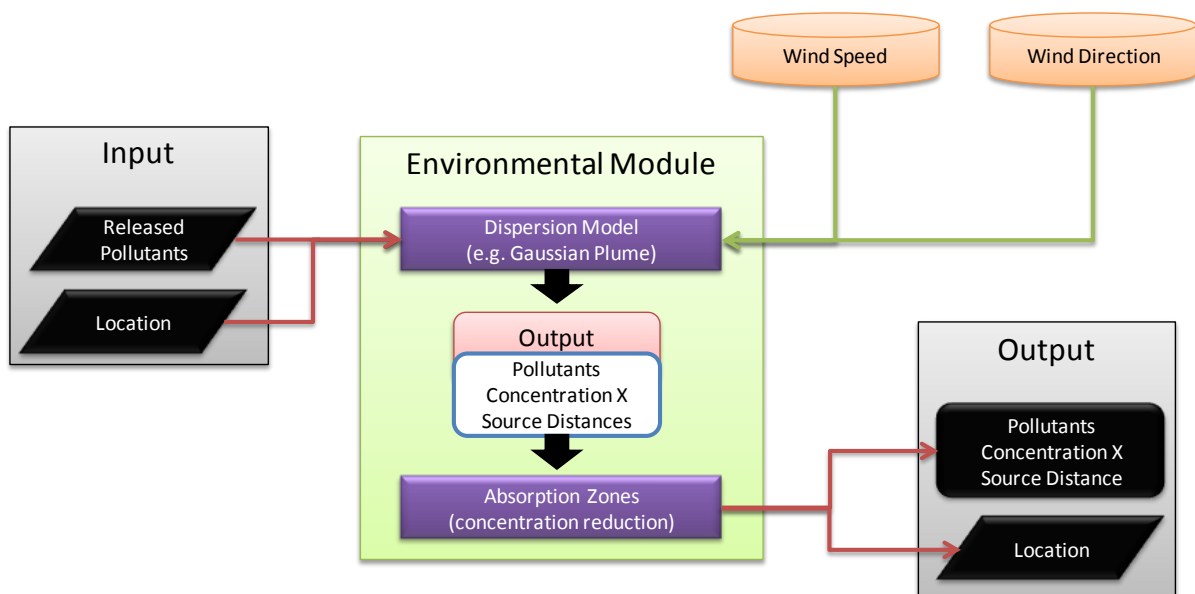 Wind Speed
Wind Direction
Input
Released
Pollutants
Location
Environmental Module
Dispersion Model
(e.g. Gaussian Plume)
Output
Pollutants
Concentration X
Source Distances
Absorption Zones
(concentration reduction)
Output
Pollutants
Concentration X
Source Distance
Location